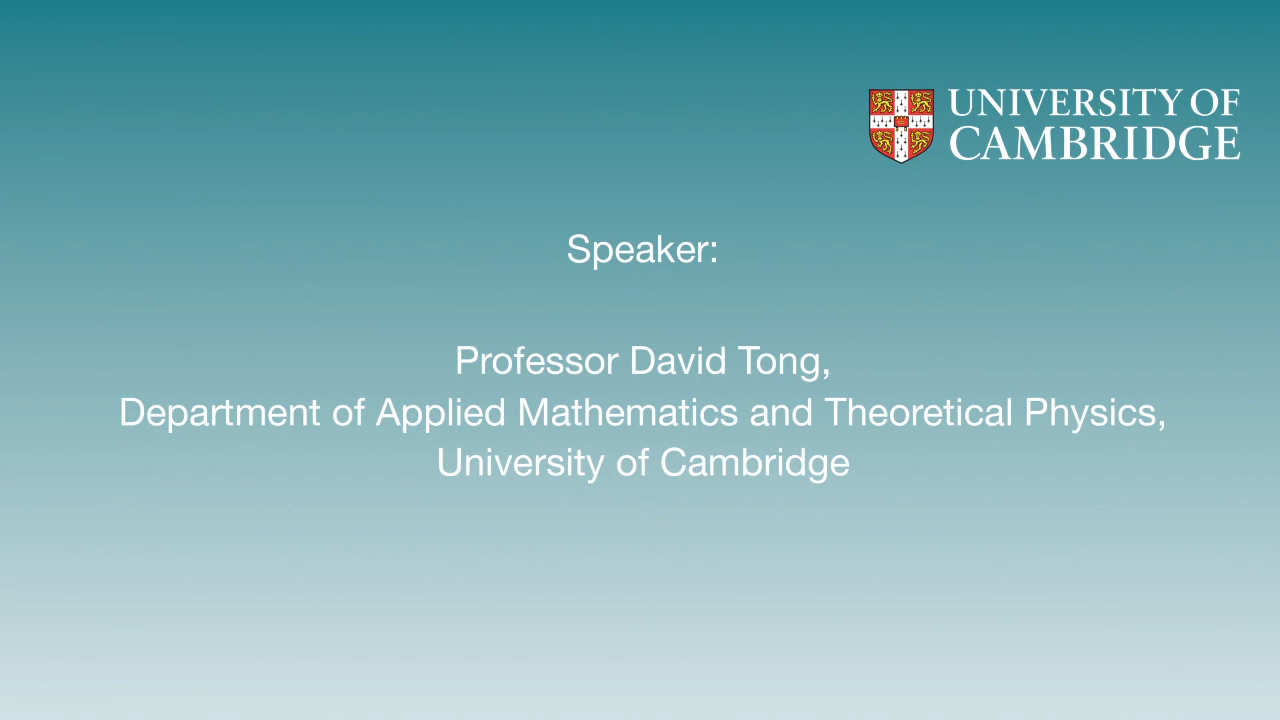 UNIVERSITY OF
CAMBRIDGE
Speaker:
Professor David Tong,
Department of Applied Mathematics and Theoretical Physics,
University of Cambridge